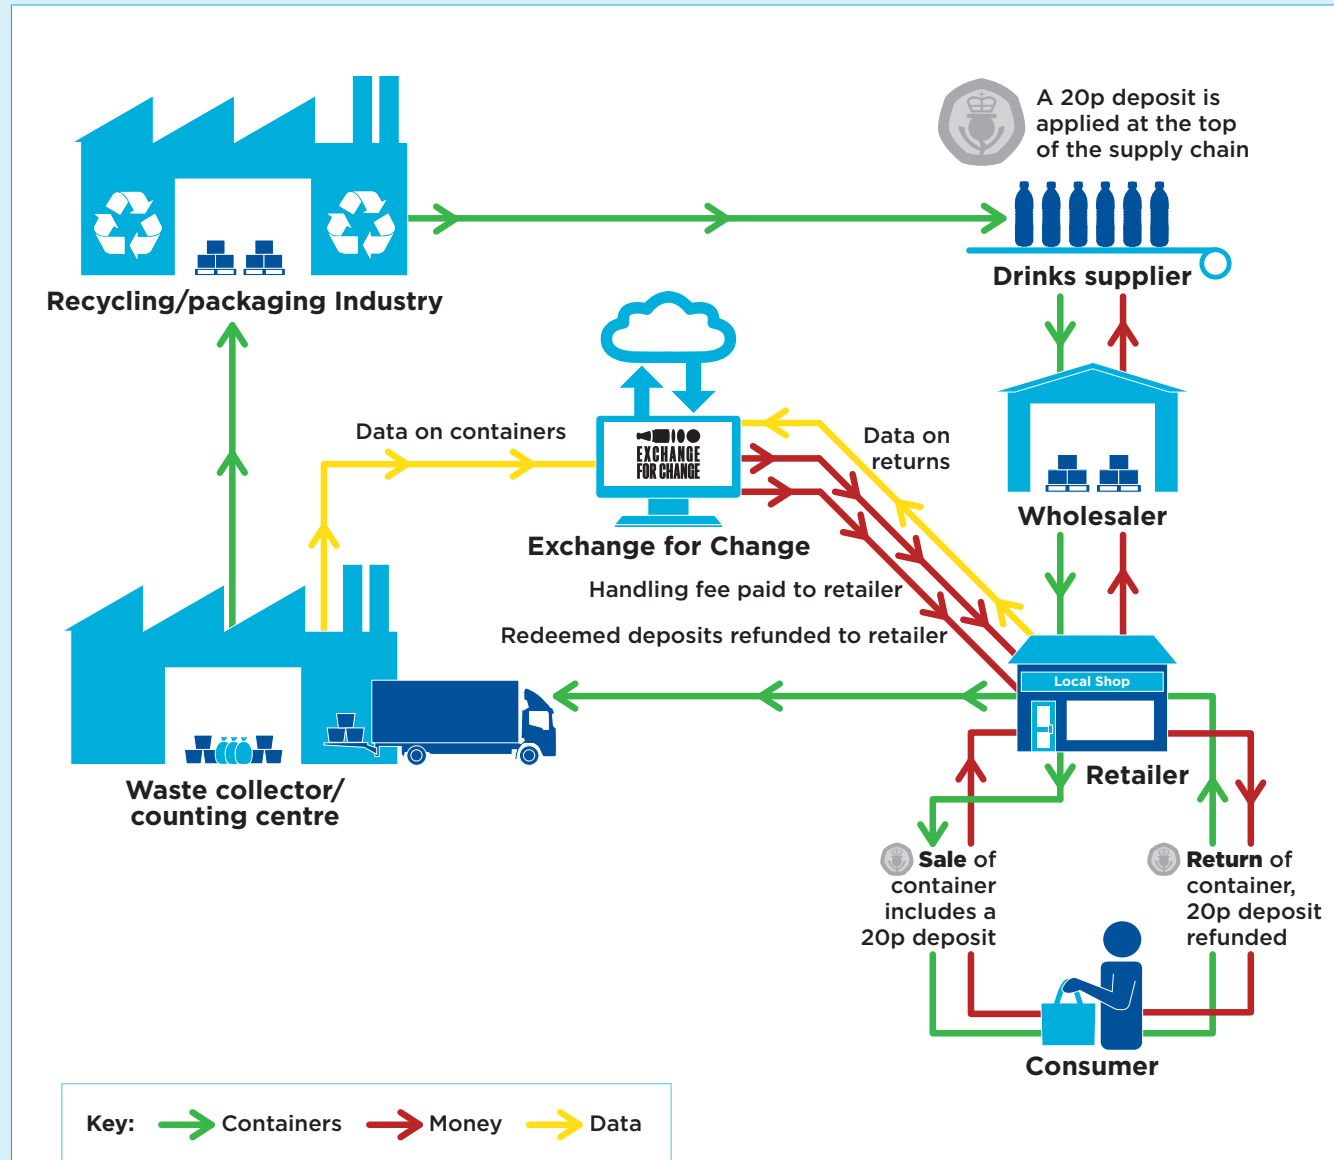 A 20p deposit is
applied at the top
of the supply chain
Drinks supplier
Recycling/packaging Industry
Data on containers
EXCHANGE
FOR CHANGE
Data on
returns
Wholesaler
Exchange for Change
Handling fee paid to retailer
Redeemed deposits refunded to retailer
Local Shop
Retailer
Waste collector/
counting centre
Sale of
container
includes a
20p deposit
Return of
container,
20p deposit
refunded
Consumer
Key: Containers Money Data